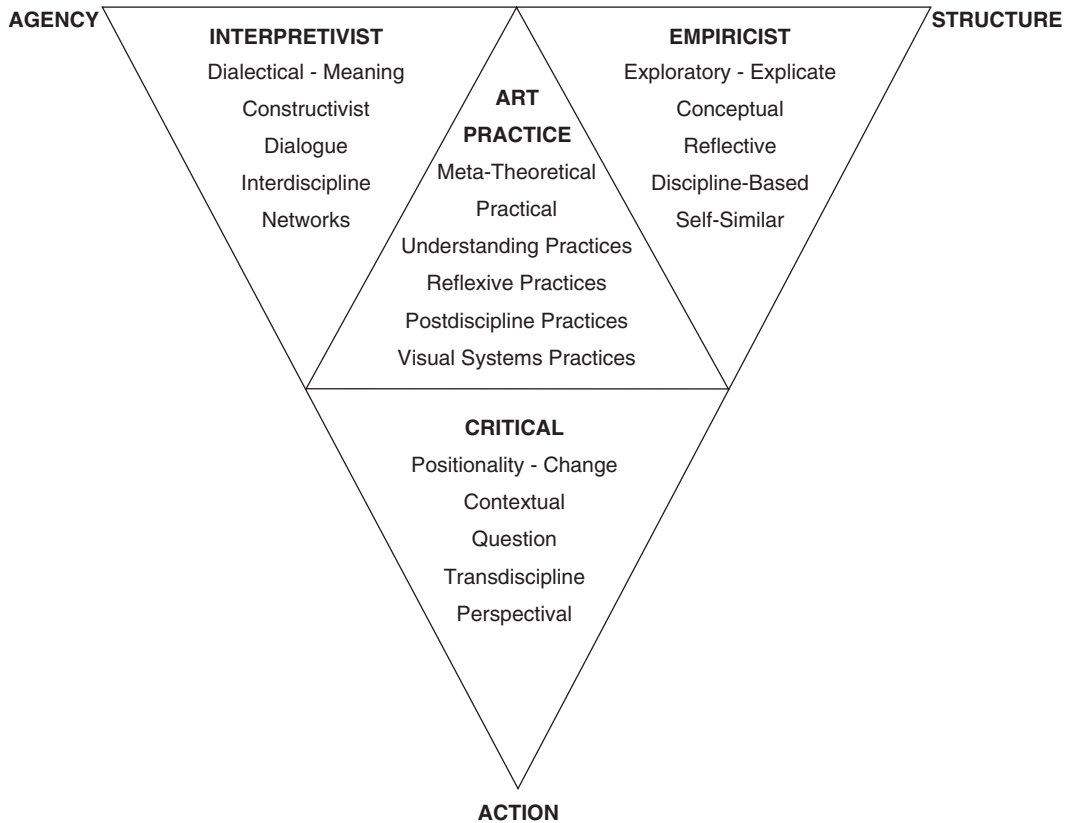 AGENCY
STRUCTURE
INTERPRETIVIST
Dialectical - Meaning
Constructivist
Dialogue
Interdiscipline
Networks
ART
PRACTICE
Meta-Theoretical
Practical
Understanding Practices
Reflexive Practices
Postdiscipline Practices
Visual Systems Practices
EMPIRICIST
Exploratory - Explicate
Conceptual
Reflective
Discipline-Based
Self-Similar
CRITICAL
Positionality - Change
Contextual
Question
Transdiscipline
Perspectival
ACTION